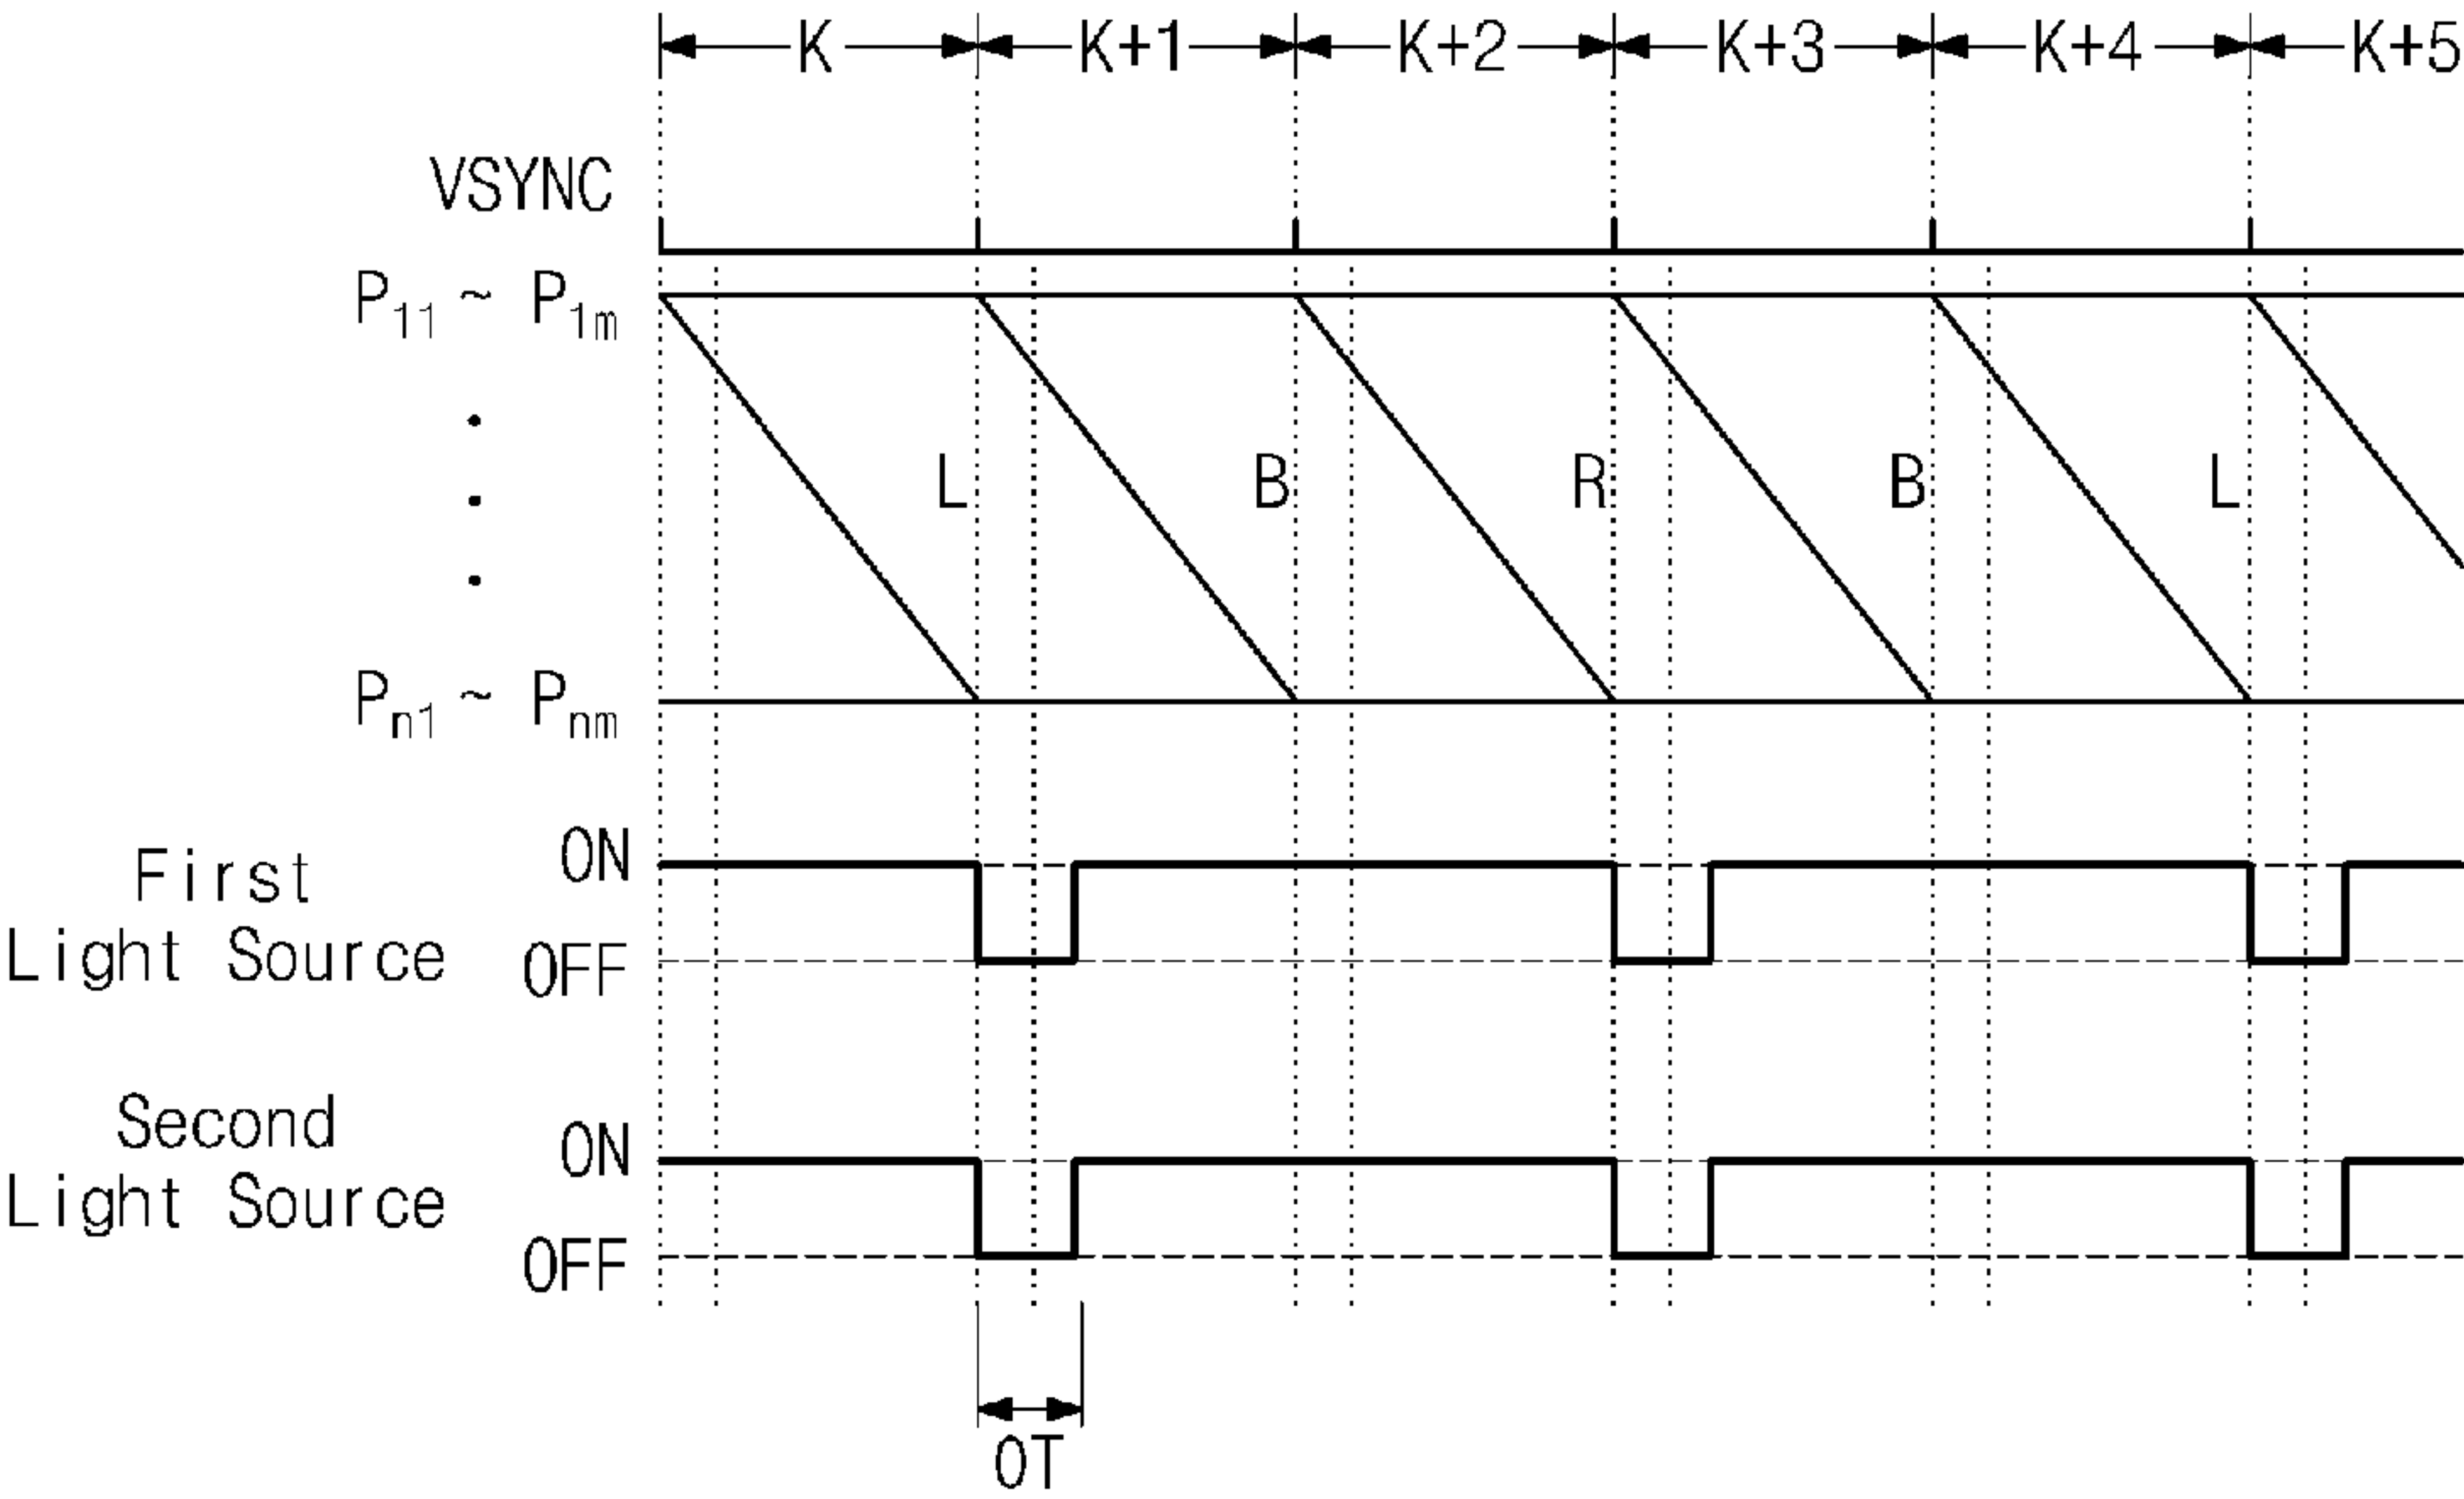 K K+1 K+2 K+3 K+4 K+5
VSYNC
P11 ~ P1m
L B R B L
Pn1 ~ Pnm
ON
First
Light Source
OFF
Second
ON
Light Source
OFF
OT